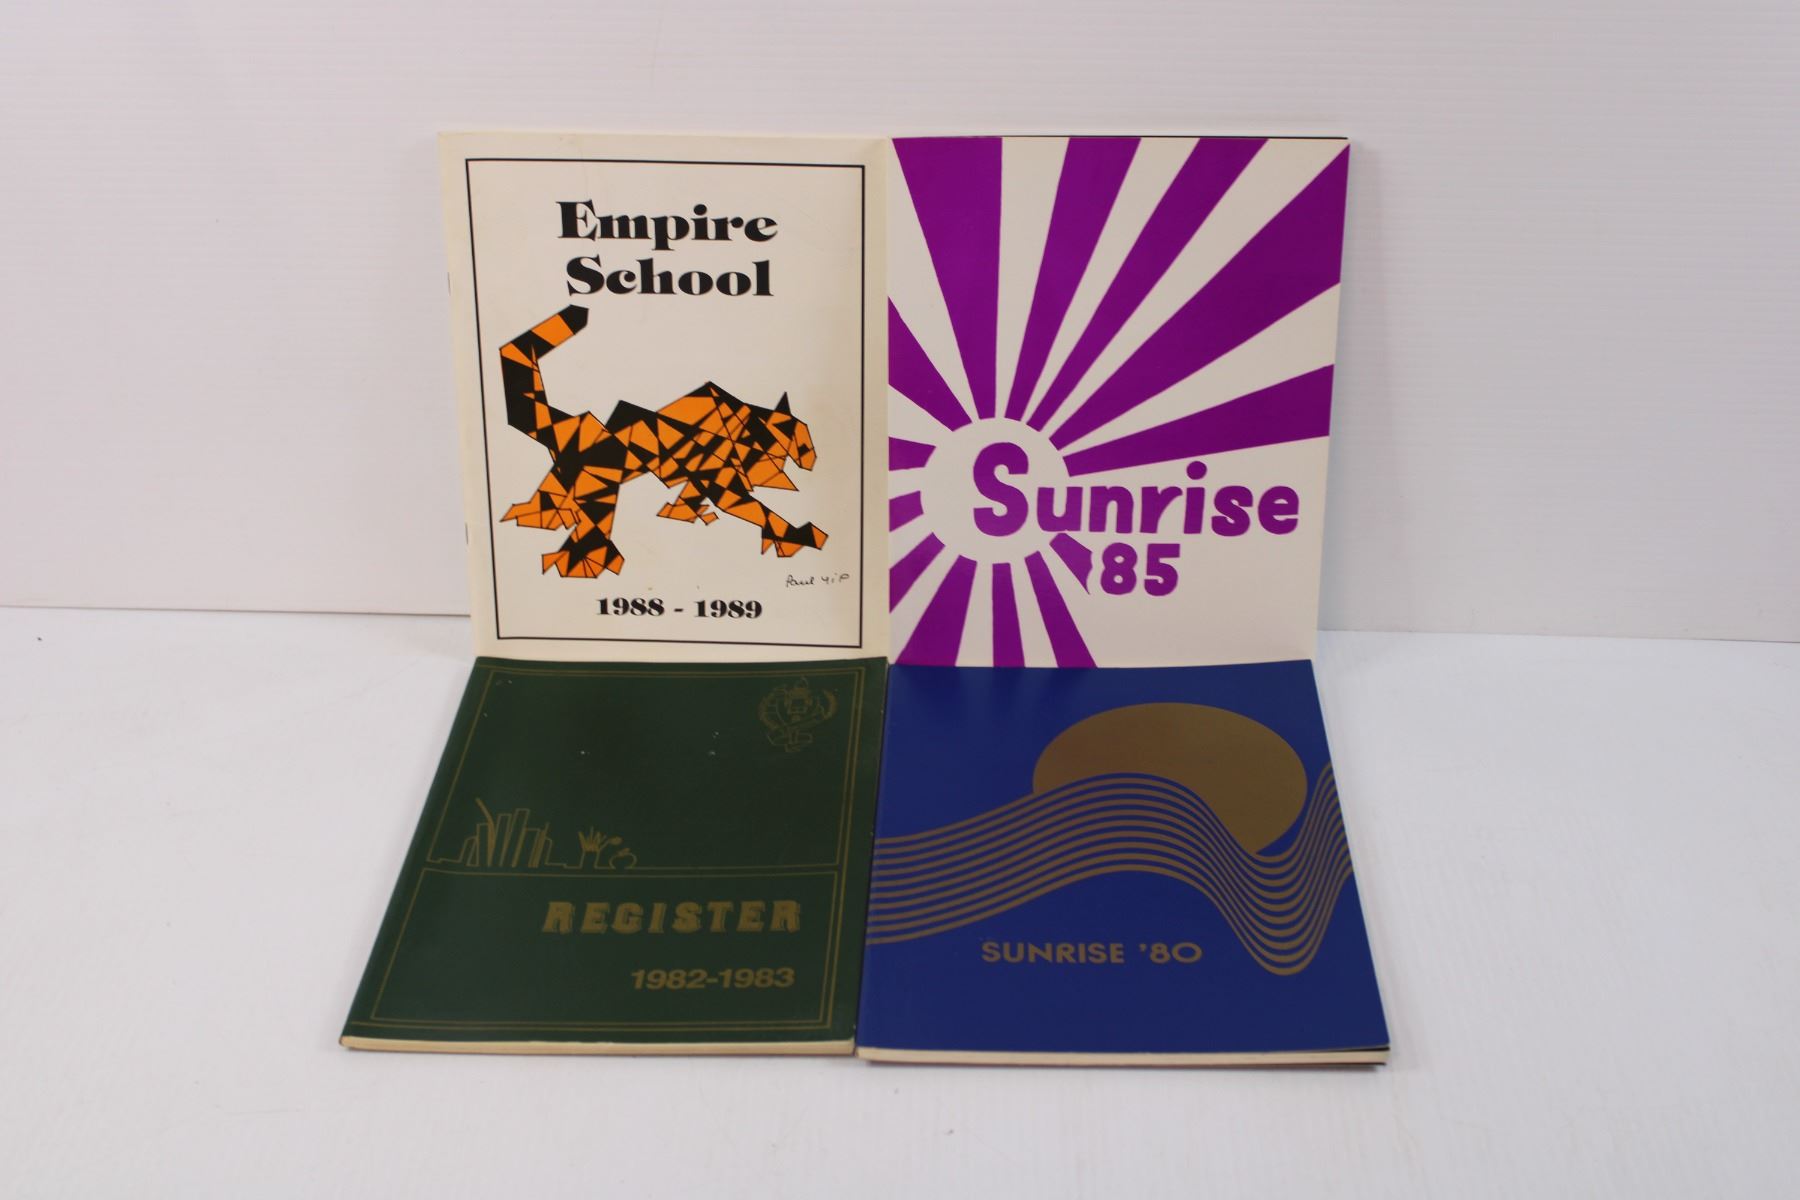 Empire
School
Paul Yip
1988 - 1989
Sunrise
'85
REGISTER
1982-1983
SUNRISE '80